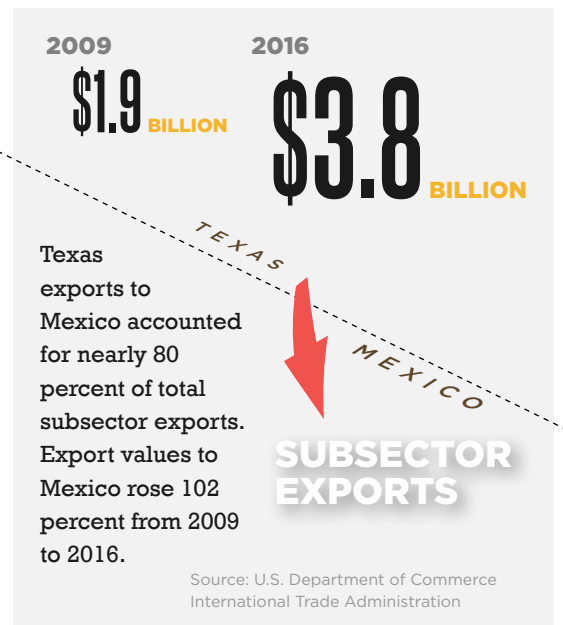 2009
$1.9 BILLION
2016
$3.8 BILLION
TEXAS
MEXICO
Texas
exports to
Mexico accounted
for nearly 80
percent of total
subsector exports.
Export values to
Mexico rose 102
percent from 2009
to 2016.
SUBSECTOR
EXPORTS
Source: U.S. Department of Commerce
International Trade Administration